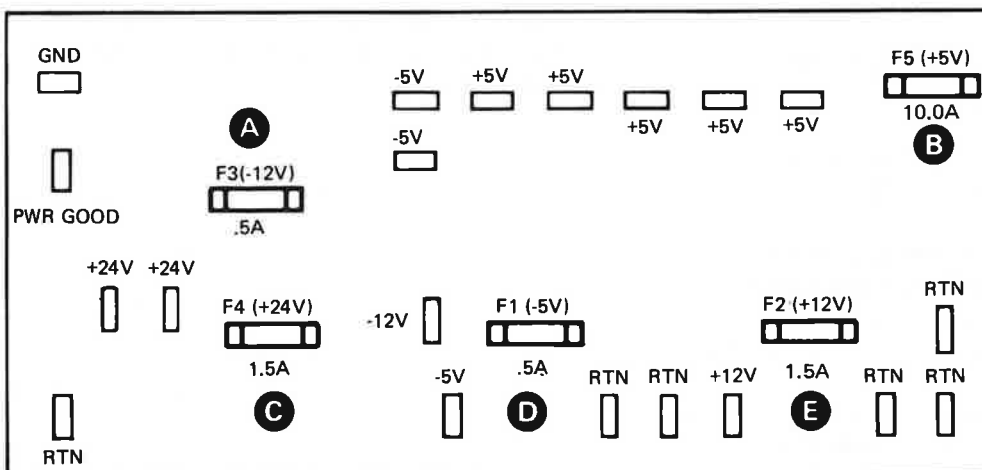 GND
-5V
+5V
+5V
F5 (+5V)
+5V
+5V
+5V
10.0A
A
B
-5V
F3(-12V)
.5A
PWR GOOD
+24V
+24V
F4 (+24V)
1.5A
-12V
F1 (-5V)
.5A
F2 (+12V)
1.5A
RTN
-5V
RTN
RTN
+12V
RTN
RTN
C
D
E
RTN